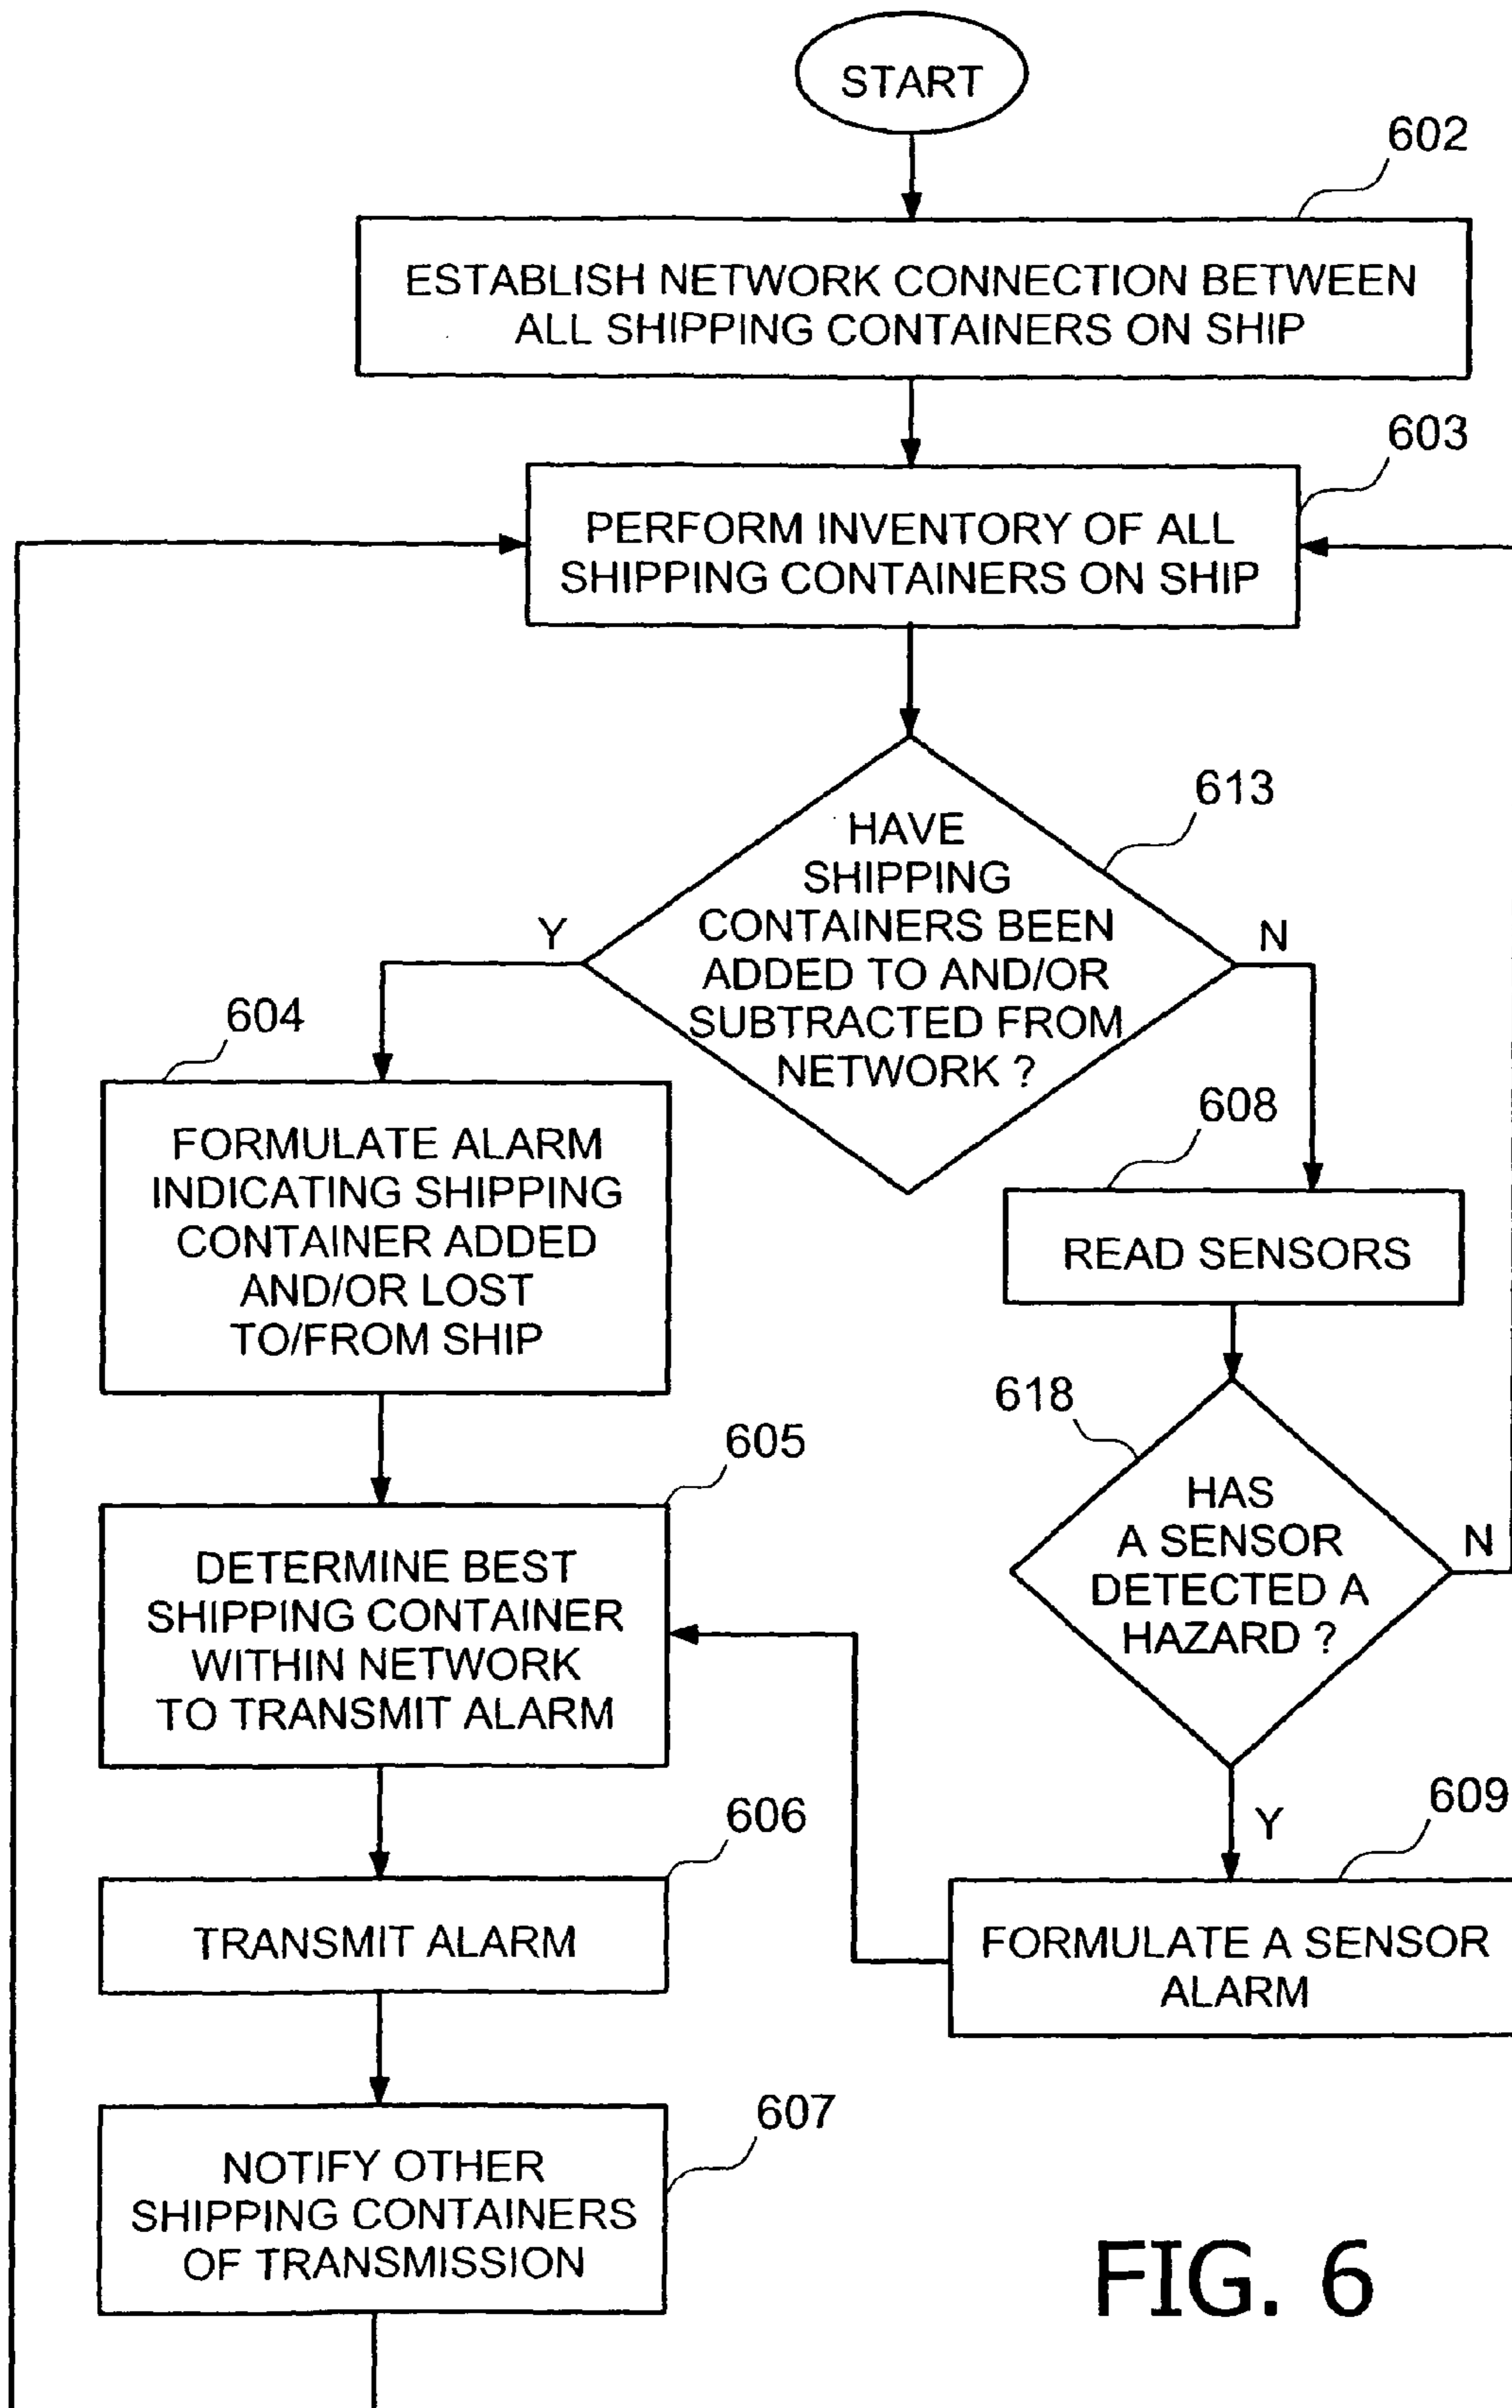 START
602
ESTABLISH NETWORK CONNECTION BETWEEN
ALL SHIPPING CONTAINERS ON SHIP
603
PERFORM INVENTORY OF ALL
SHIPPING CONTAINERS ON SHIP
613
HAVE
SHIPPING
CONTAINERS BEEN
ADDED TO AND/OR
SUBTRACTED FROM
NETWORK ?
Y
N
604
FORMULATE ALARM
INDICATING SHIPPING
CONTAINER ADDED
AND/OR LOST
TO/FROM SHIP
608
READ SENSORS
618
HAS
A SENSOR
DETECTED A
HAZARD ?
N
Y
605
DETERMINE BEST
SHIPPING CONTAINER
WITHIN NETWORK
TO TRANSMIT ALARM
609
FORMULATE A SENSOR
ALARM
606
TRANSMIT ALARM
607
NOTIFY OTHER
SHIPPING CONTAINERS
OF TRANSMISSION
FIG. 6